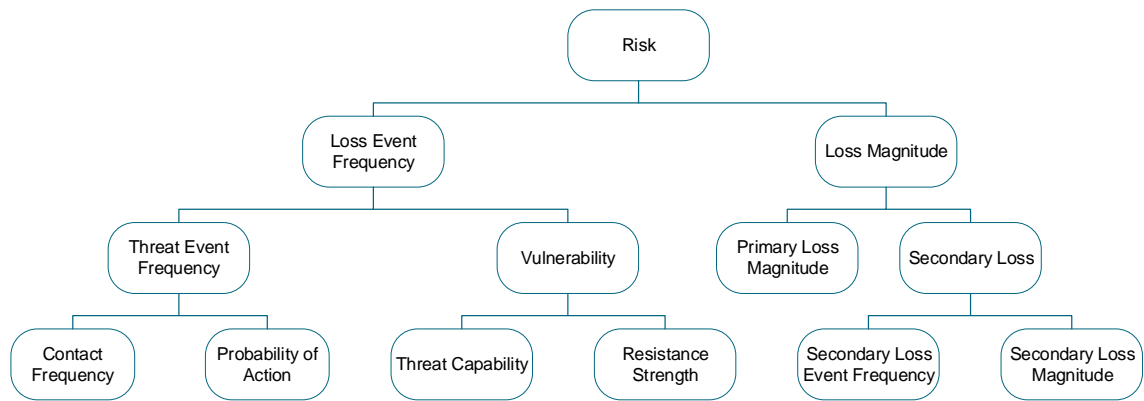 Risk
Loss Event
Frequency
Loss Magnitude
Threat Event
Frequency
Vulnerability
Primary Loss
Magnitude
Secondary Loss
Contact
Frequency
Probability of
Action
Threat Capability
Resistance
Strength
Secondary Loss
Event Frequency
Secondary Loss
Magnitude